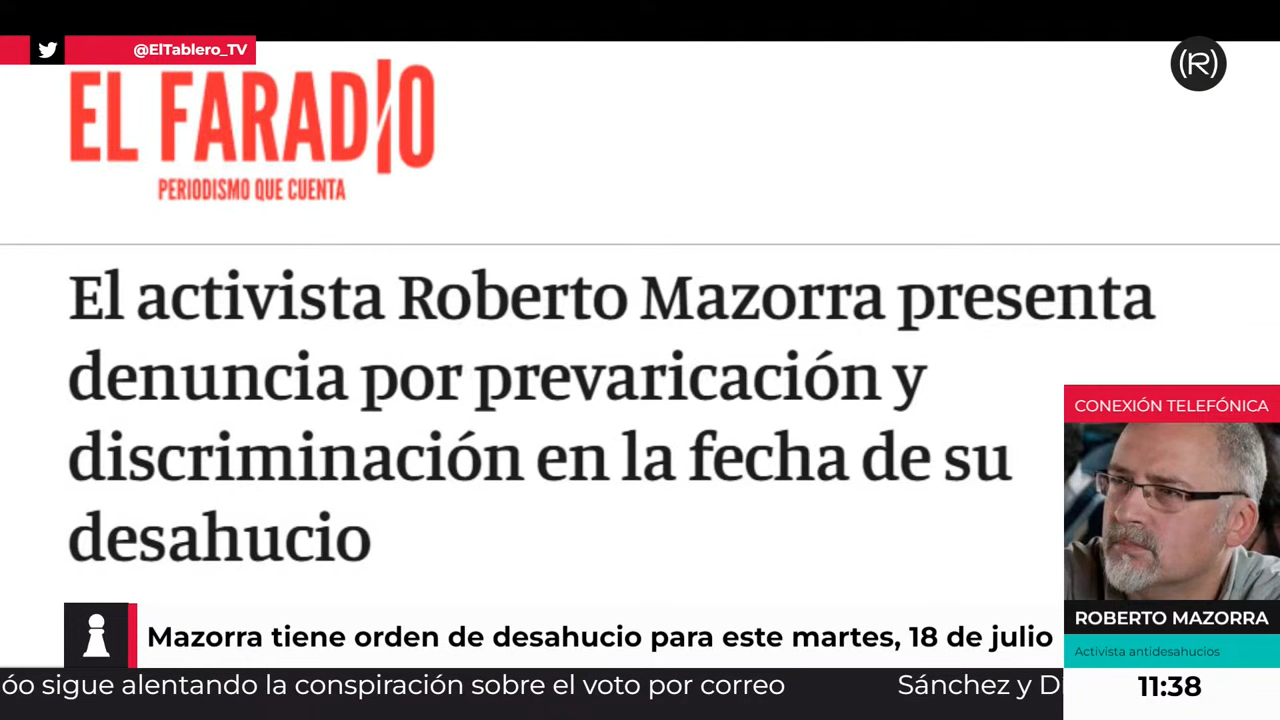 @ElTablero_TV
(R)
EL FARADIO
PERIODISMO QUE CUENTA
El activista Roberto Mazorra presenta
denuncia por prevaricación y
discriminación en la fecha de su
desahucio
CONEXIÓN TELEFÓNICA
ROBERTO MAZORRA
Activista antidesahucios
Mazorra tiene orden de desahucio para este martes, 18 de julio
sigue alentando la conspiración sobre el voto por correo
Sánchez y
11:38